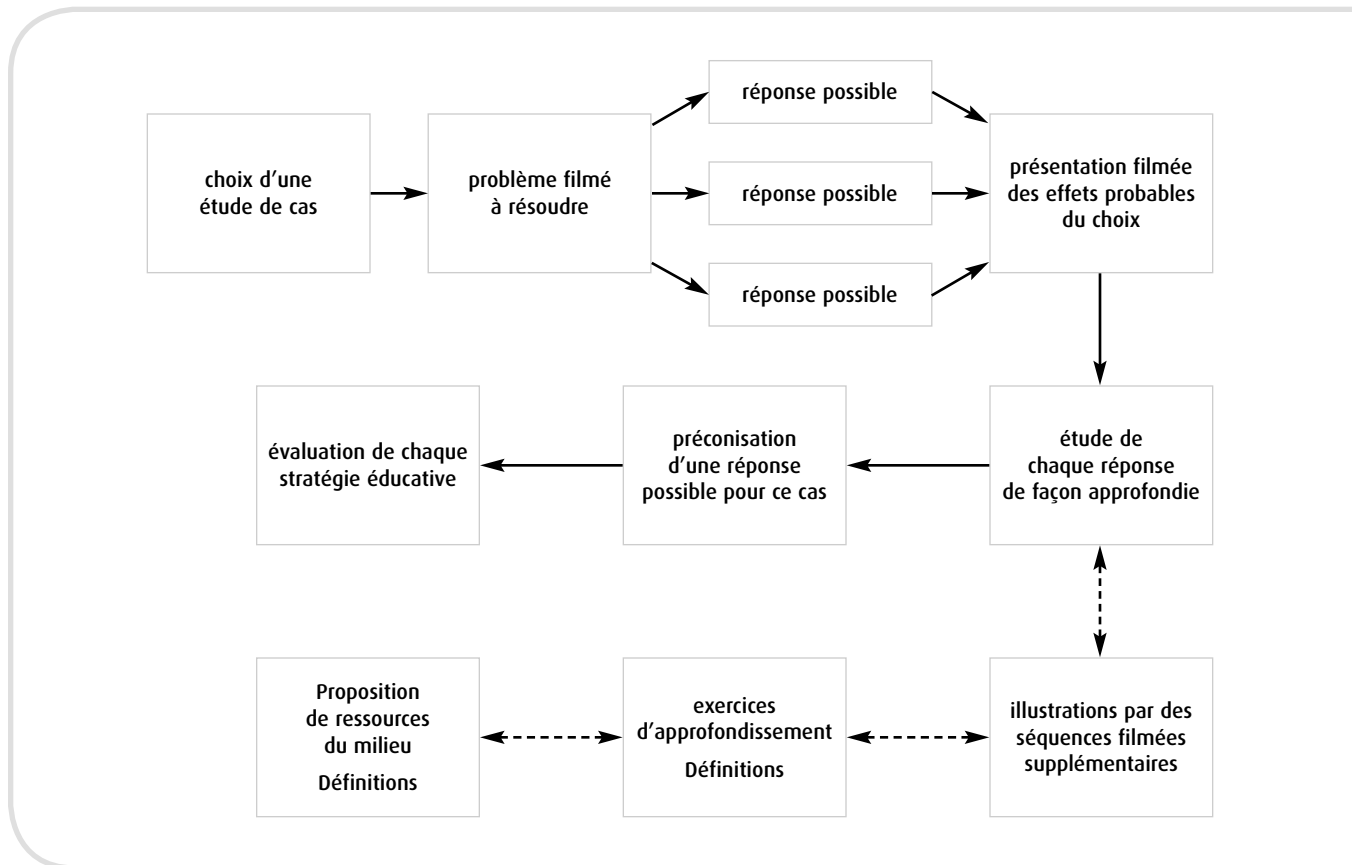 choix d'une
étude de cas
problème filmé
à résoudre
réponse possible
réponse possible
réponse possible
présentation filmée
des effets probables
du choix
évaluation de chaque
stratégie éducative
préconisation
d'une réponse
possible pour ce cas
étude de
chaque réponse
de façon approfondie
Proposition
de ressources
du milieu
Définitions
exercices
d'approfondissement
Définitions
illustrations par des
séquences filmées
supplémentaires